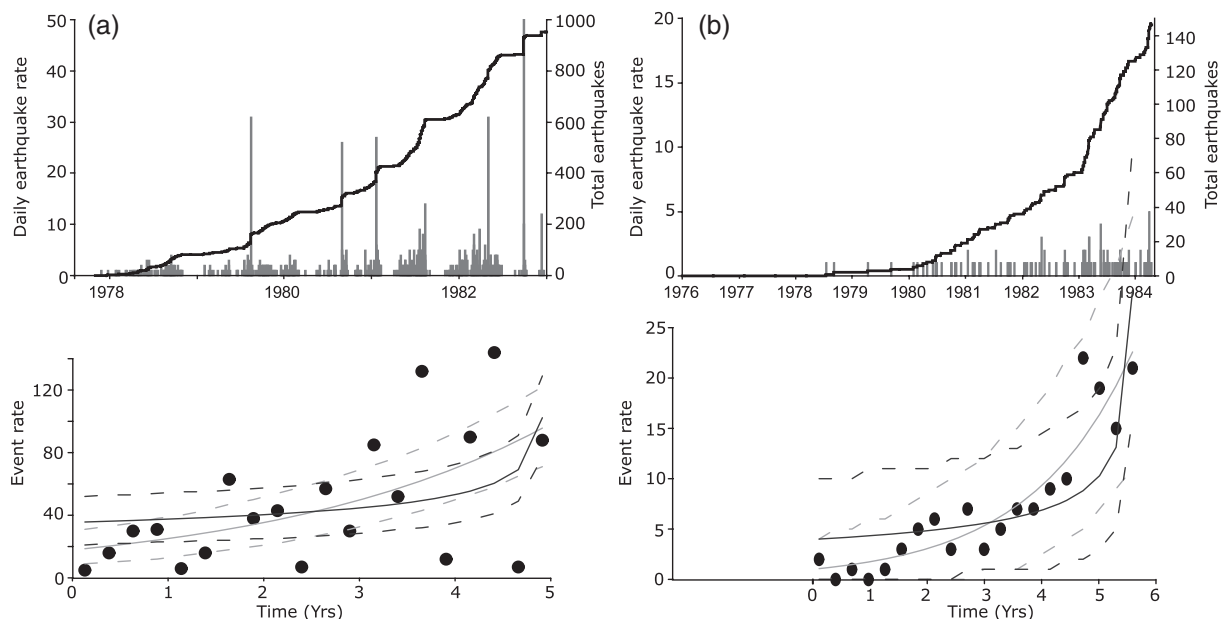 (a)
Daily earthquake rate
50
40
30
20
10
0
1000
800
600
400
200
0
Total earthquakes
1978
1980
1982
(b)
Daily earthquake rate
20
15
10
5
0
140
120
100
80
60
40
20
0
Total earthquakes
1976 1977 1978 1979 1980 1981 1982 1983 1984
Event rate
120
80
40
0
0 1 2 3 4 5
Time (Yrs)
Event rate
25
20
15
10
5
0
0 1 2 3 4 5 6
Time (Yrs)